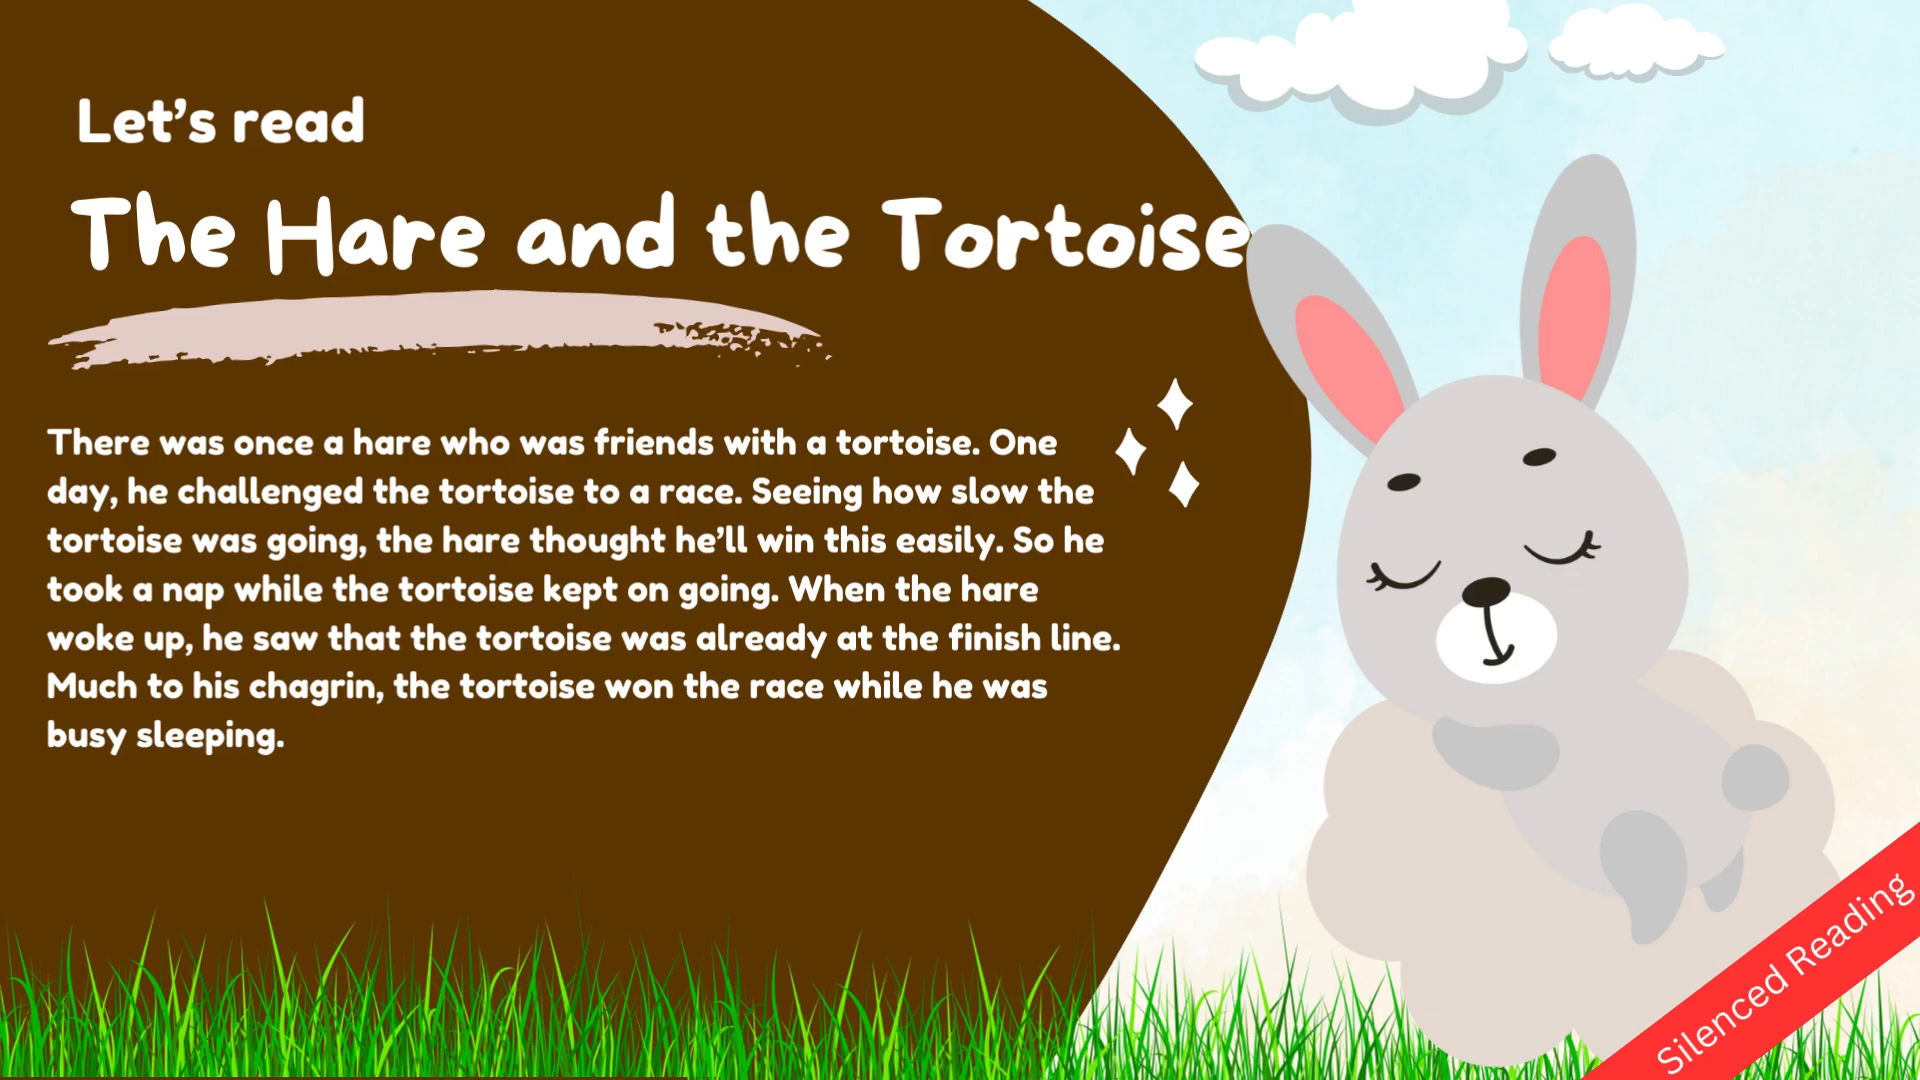 Let’s read
The Hare and the Tortoise
There was once a hare who was friends with a tortoise. One
day, he challenged the tortoise to a race. Seeing how slow the
tortoise was going, the hare thought he’ll win this easily. So he
took a nap while the tortoise kept on going. When the hare
woke up, he saw that the tortoise was already at the finish line.
Much to his chagrin, the tortoise won the race while he was
busy sleeping.
Silenced Reading